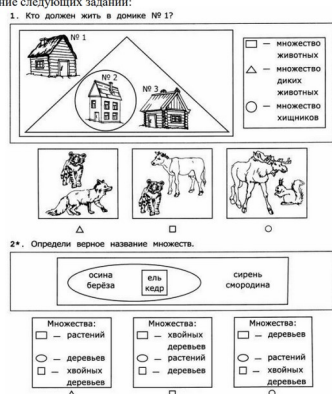 ние следующих заданий:
1. Кто должен жить в домике № 1?
№ 1
№ 2
№ 3
— множество
животных
— множество
диких
животных
— множество
хищников
2*. Определи верное название множеств.
осина
берёза
ель
кедр
сирень
смородина
Множества:
— растений
— деревьев
— хвойных
деревьев
Множества:
— хвойных
деревьев
— растений
— деревьев
Множества:
— деревьев
— растений
— хвойных
деревьев